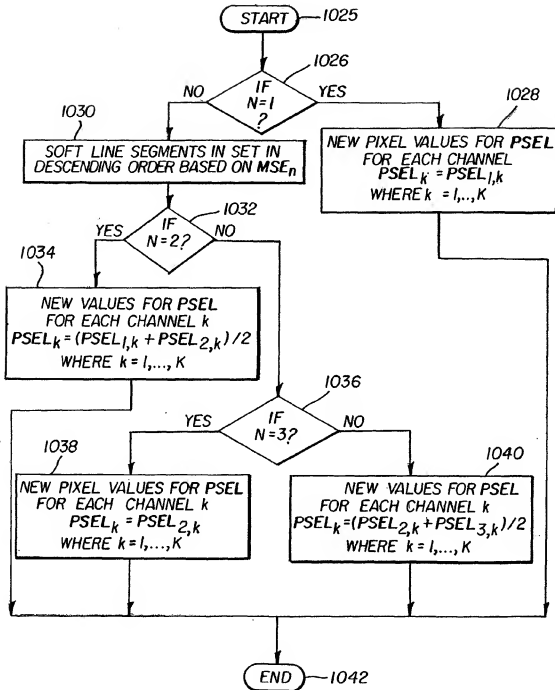 START
1025
1026
IF
N=1
?
NO
YES
1028
NEW PIXEL VALUES FOR PSEL
FOR EACH CHANNEL
PSELk = PSEL1,k
WHERE k = 1,..,K
1030
SOFT LINE SEGMENTS IN SET IN
DESCENDING ORDER BASED ON MSEn
1032
IF
N=2?
YES
NO
1034
NEW VALUES FOR PSEL
FOR EACH CHANNEL k
PSELk=(PSEL1,k + PSEL2,k)/2
WHERE k = 1,..., K
1036
IF
N=3?
YES
NO
1038
NEW PIXEL VALUES FOR PSEL
FOR EACH CHANNEL k
PSELk = PSEL2,k
WHERE k=1,...,K
1040
NEW VALUES FOR PSEL
FOR EACH CHANNEL k
PSELk=(PSEL2,k + PSEL3,k)/2
WHERE k=1,...,K
END
1042